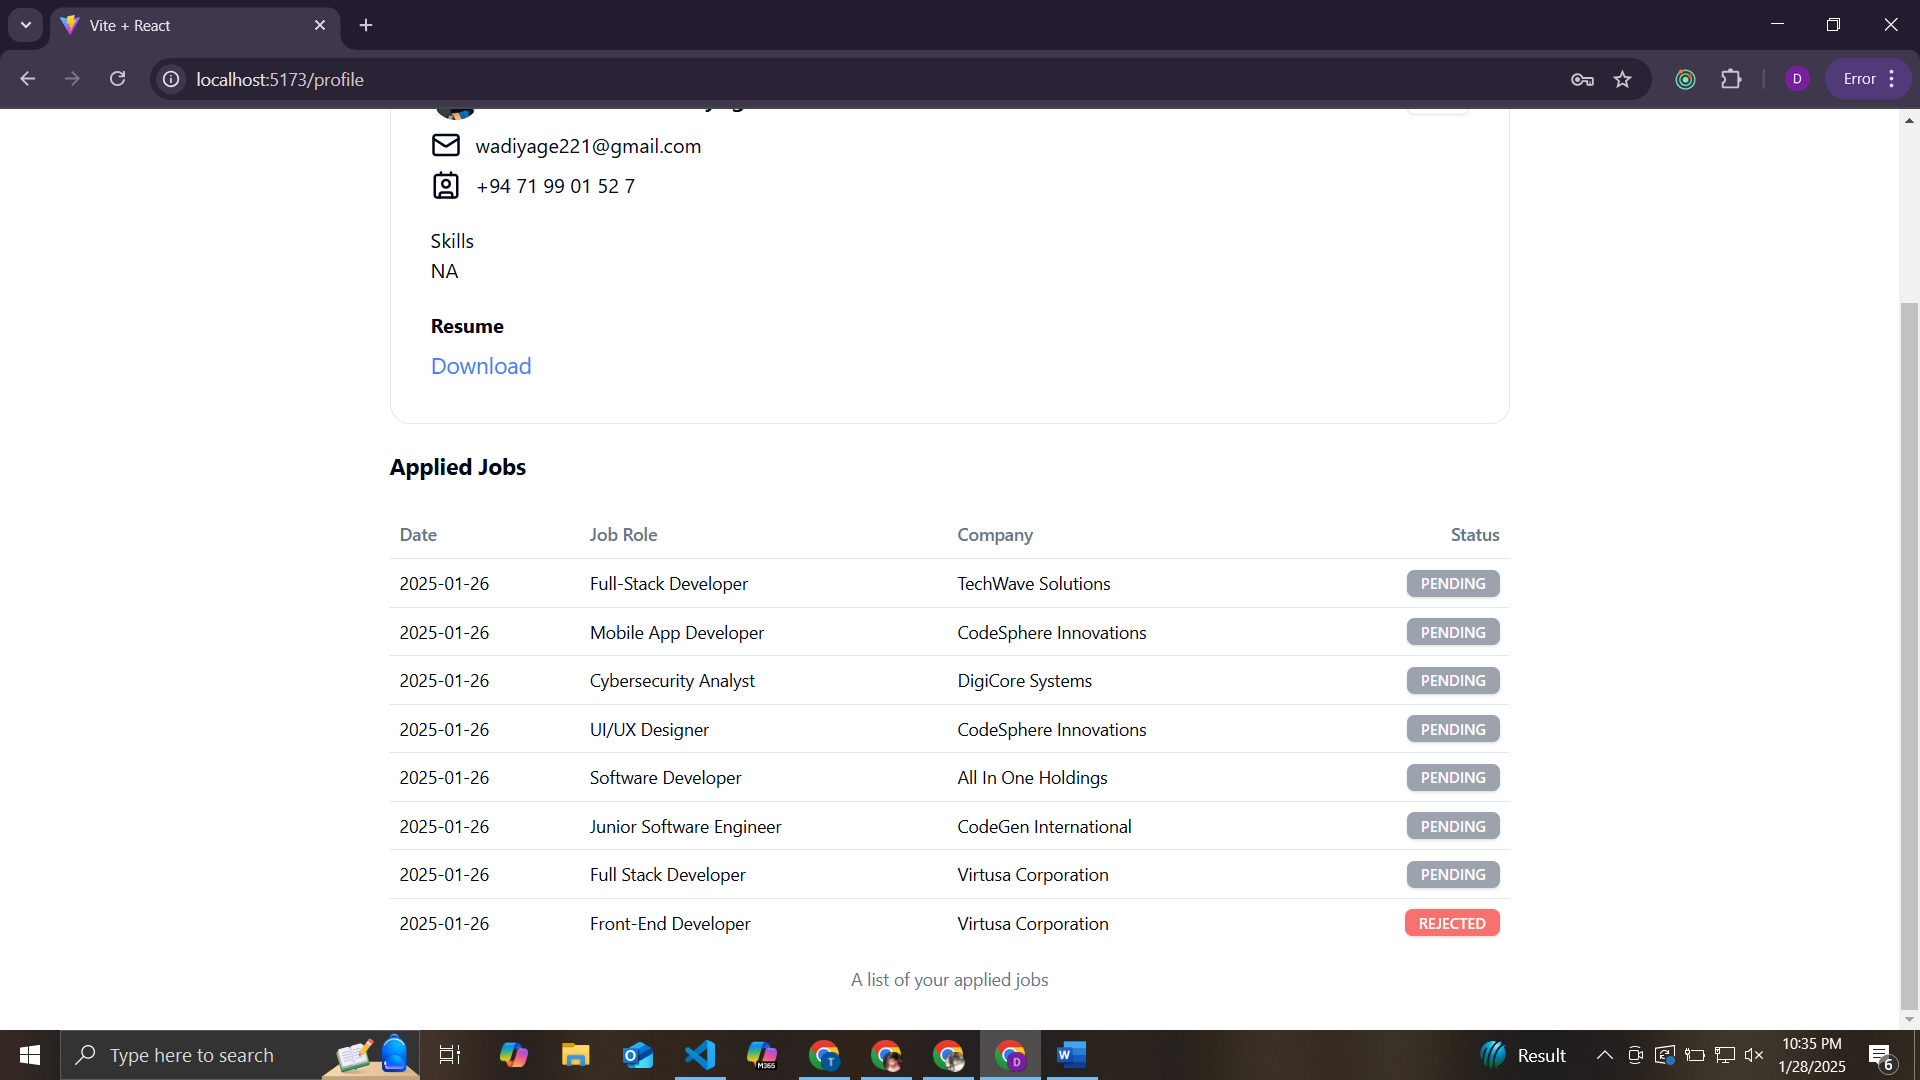 Vite + React
localhost:5173/profile
D
Error
wadiyage221@gmail.com
+94 71 99 01 52 7
Skills
NA
Resume
Download
Applied Jobs
Date Job Role Company Status
2025-01-26 Full-Stack Developer TechWave Solutions PENDING
2025-01-26 Mobile App Developer CodeSphere Innovations PENDING
2025-01-26 Cybersecurity Analyst DigiCore Systems PENDING
2025-01-26 UI/UX Designer CodeSphere Innovations PENDING
2025-01-26 Software Developer All In One Holdings PENDING
2025-01-26 Junior Software Engineer CodeGen International PENDING
2025-01-26 Full Stack Developer Virtusa Corporation PENDING
2025-01-26 Front-End Developer Virtusa Corporation REJECTED
A list of your applied jobs
Type here to search
M365
T
D
W
Result
10:35 PM
1/28/2025
6